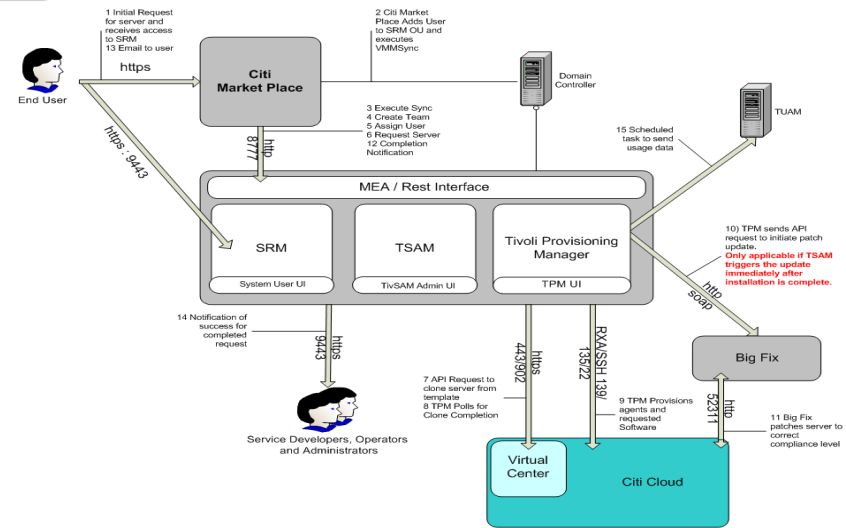 1 Initial Request
for server and
receives access
to SRM
13 Email to user
https
End User
Citi
Market Place
2 Citi Market
Place Adds User
to SRM OU and
executes
VMMSync
Domain
Controller
TUAM
3 Execute Sync
4 Create Team
5 Assign User
6 Request Server
12 Completion
Notification
http
8777
https : 9443
15 Scheduled
task to send
usage data
MEA / Rest Interface
SRM
System User UI
TSAM
TivSAM Admin UI
Tivoli Provisioning
Manager
TPM UI
10) TPM sends API
request to initiate patch
update.
Only applicable if TSAM
triggers the update
immediately after
installation is complete.
http
soap
14 Notification of
success for
completed
request
https
9443
Service Developers, Operators
and Administrators
https
443/902
RXA/SSH 139/
135/22
7 API Request to
clone server from
template
8 TPM Polls for
Clone Completion
9 TPM Provisions
agents and
requested
Software
Big Fix
http
52311
11 Big Fix
patches server to
correct
compliance level
Virtual
Center
Citi Cloud